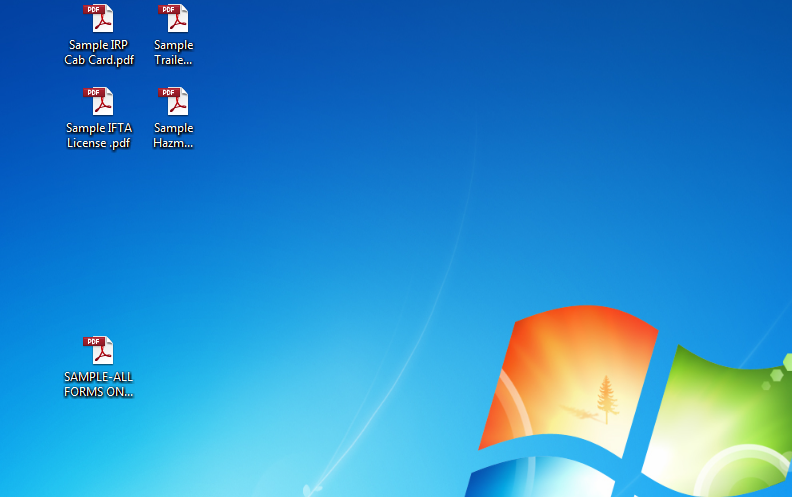 PDF
Sample IRP
Cab Card.pdf
PDF
Sample
Traile...
PDF
Sample IFTA
License .pdf
PDF
Sample
Hazm...
PDF
SAMPLE-ALL
FORMS ON...